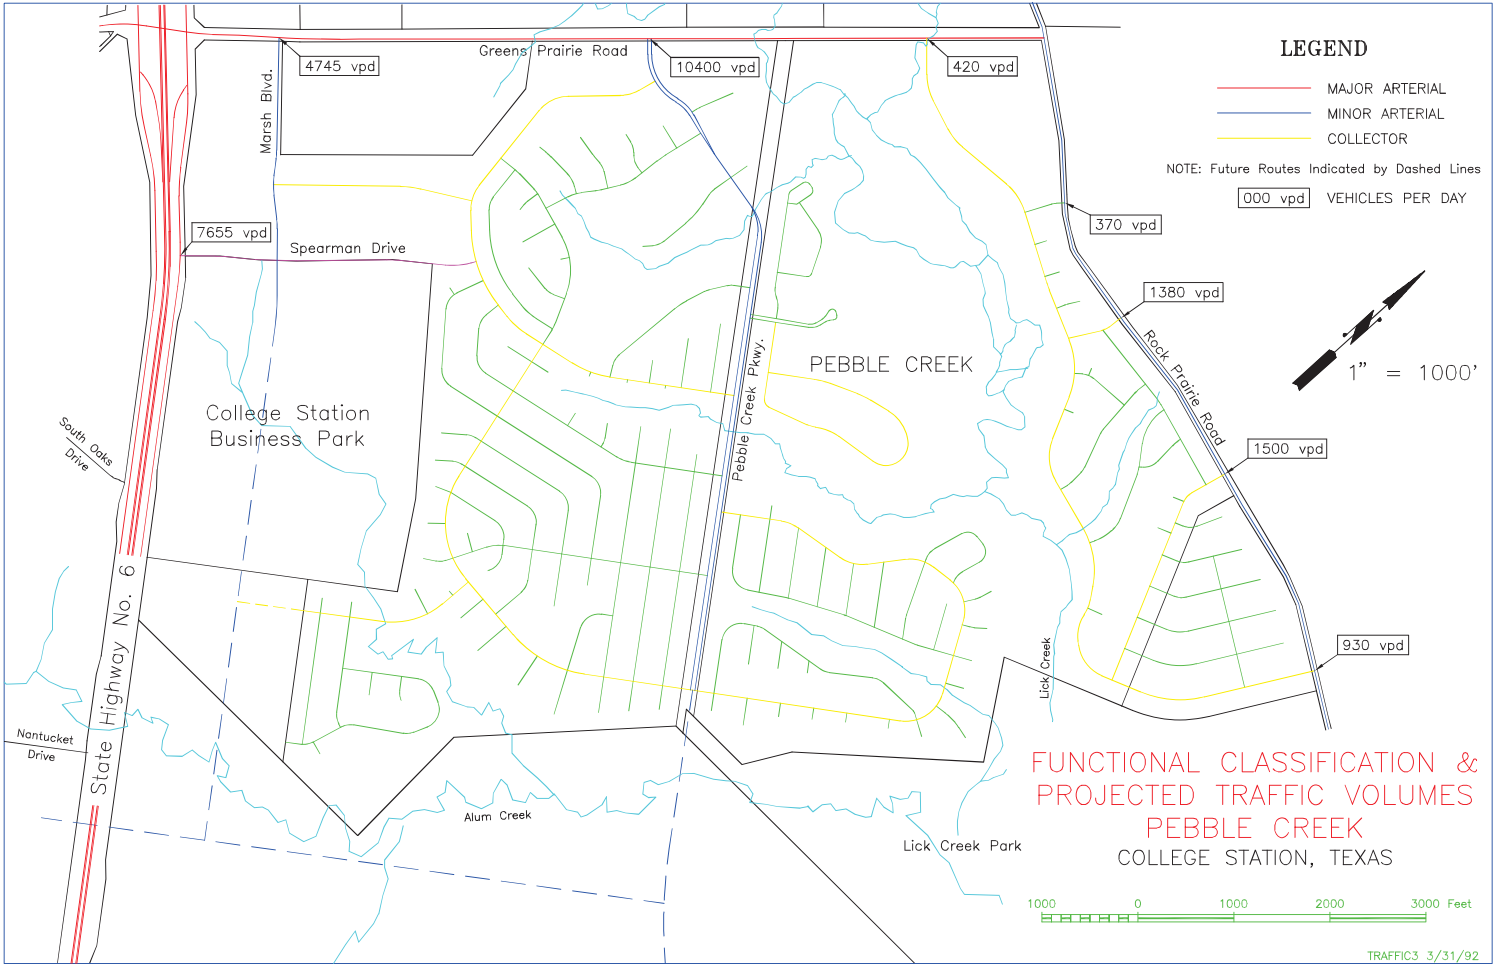 Greens Prairie Road
4745 vpd
10400 vpd
420 vpd
Marsh Blvd.
LEGEND
MAJOR ARTERIAL
MINOR ARTERIAL
COLLECTOR
NOTE: Future Routes Indicated by Dashed Lines
000 vpd VEHICLES PER DAY
7655 vpd
370 vpd
Spearman Drive
1380 vpd
Rock Prairie Road
1" = 1000'
PEBBLE CREEK
Pebble Creek Pkwy.
College Station
Business Park
South Oaks
Drive
1500 vpd
State Highway No. 6
Lick Creek
930 vpd
Nantucket
Drive
Alum Creek
Lick Creek Park
FUNCTIONAL CLASSIFICATION &
PROJECTED TRAFFIC VOLUMES
PEBBLE CREEK
COLLEGE STATION, TEXAS
1000 0 1000 2000 3000 Feet
TRAFFIC3 3/31/92